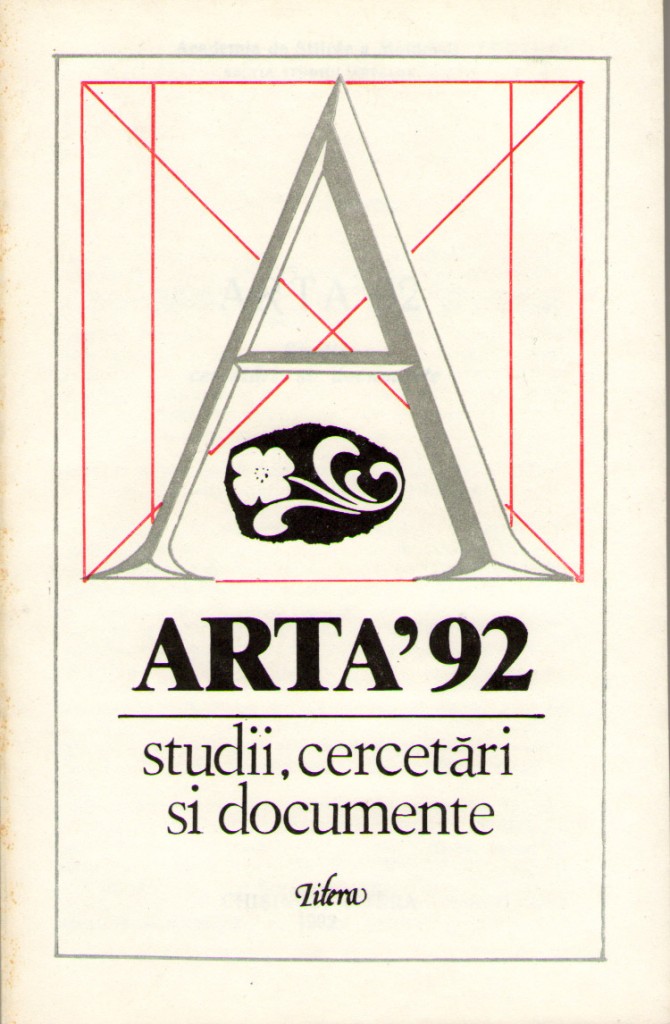 A
ARTA’92
studii, cercetări
si documente
Litera